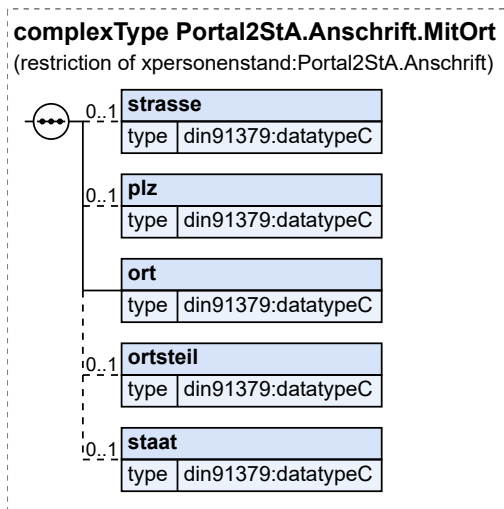 complexType Portal2StA.Anschrift.MitOrt
(restriction of xpersonenstand:Portal2StA.Anschrift)
0..1 strasse
type din91379:datatypeC
0..1 plz
type din91379:datatypeC
ort
type din91379:datatypeC
0..1 ortsteil
type din91379:datatypeC
0..1 staat
type din91379:datatypeC